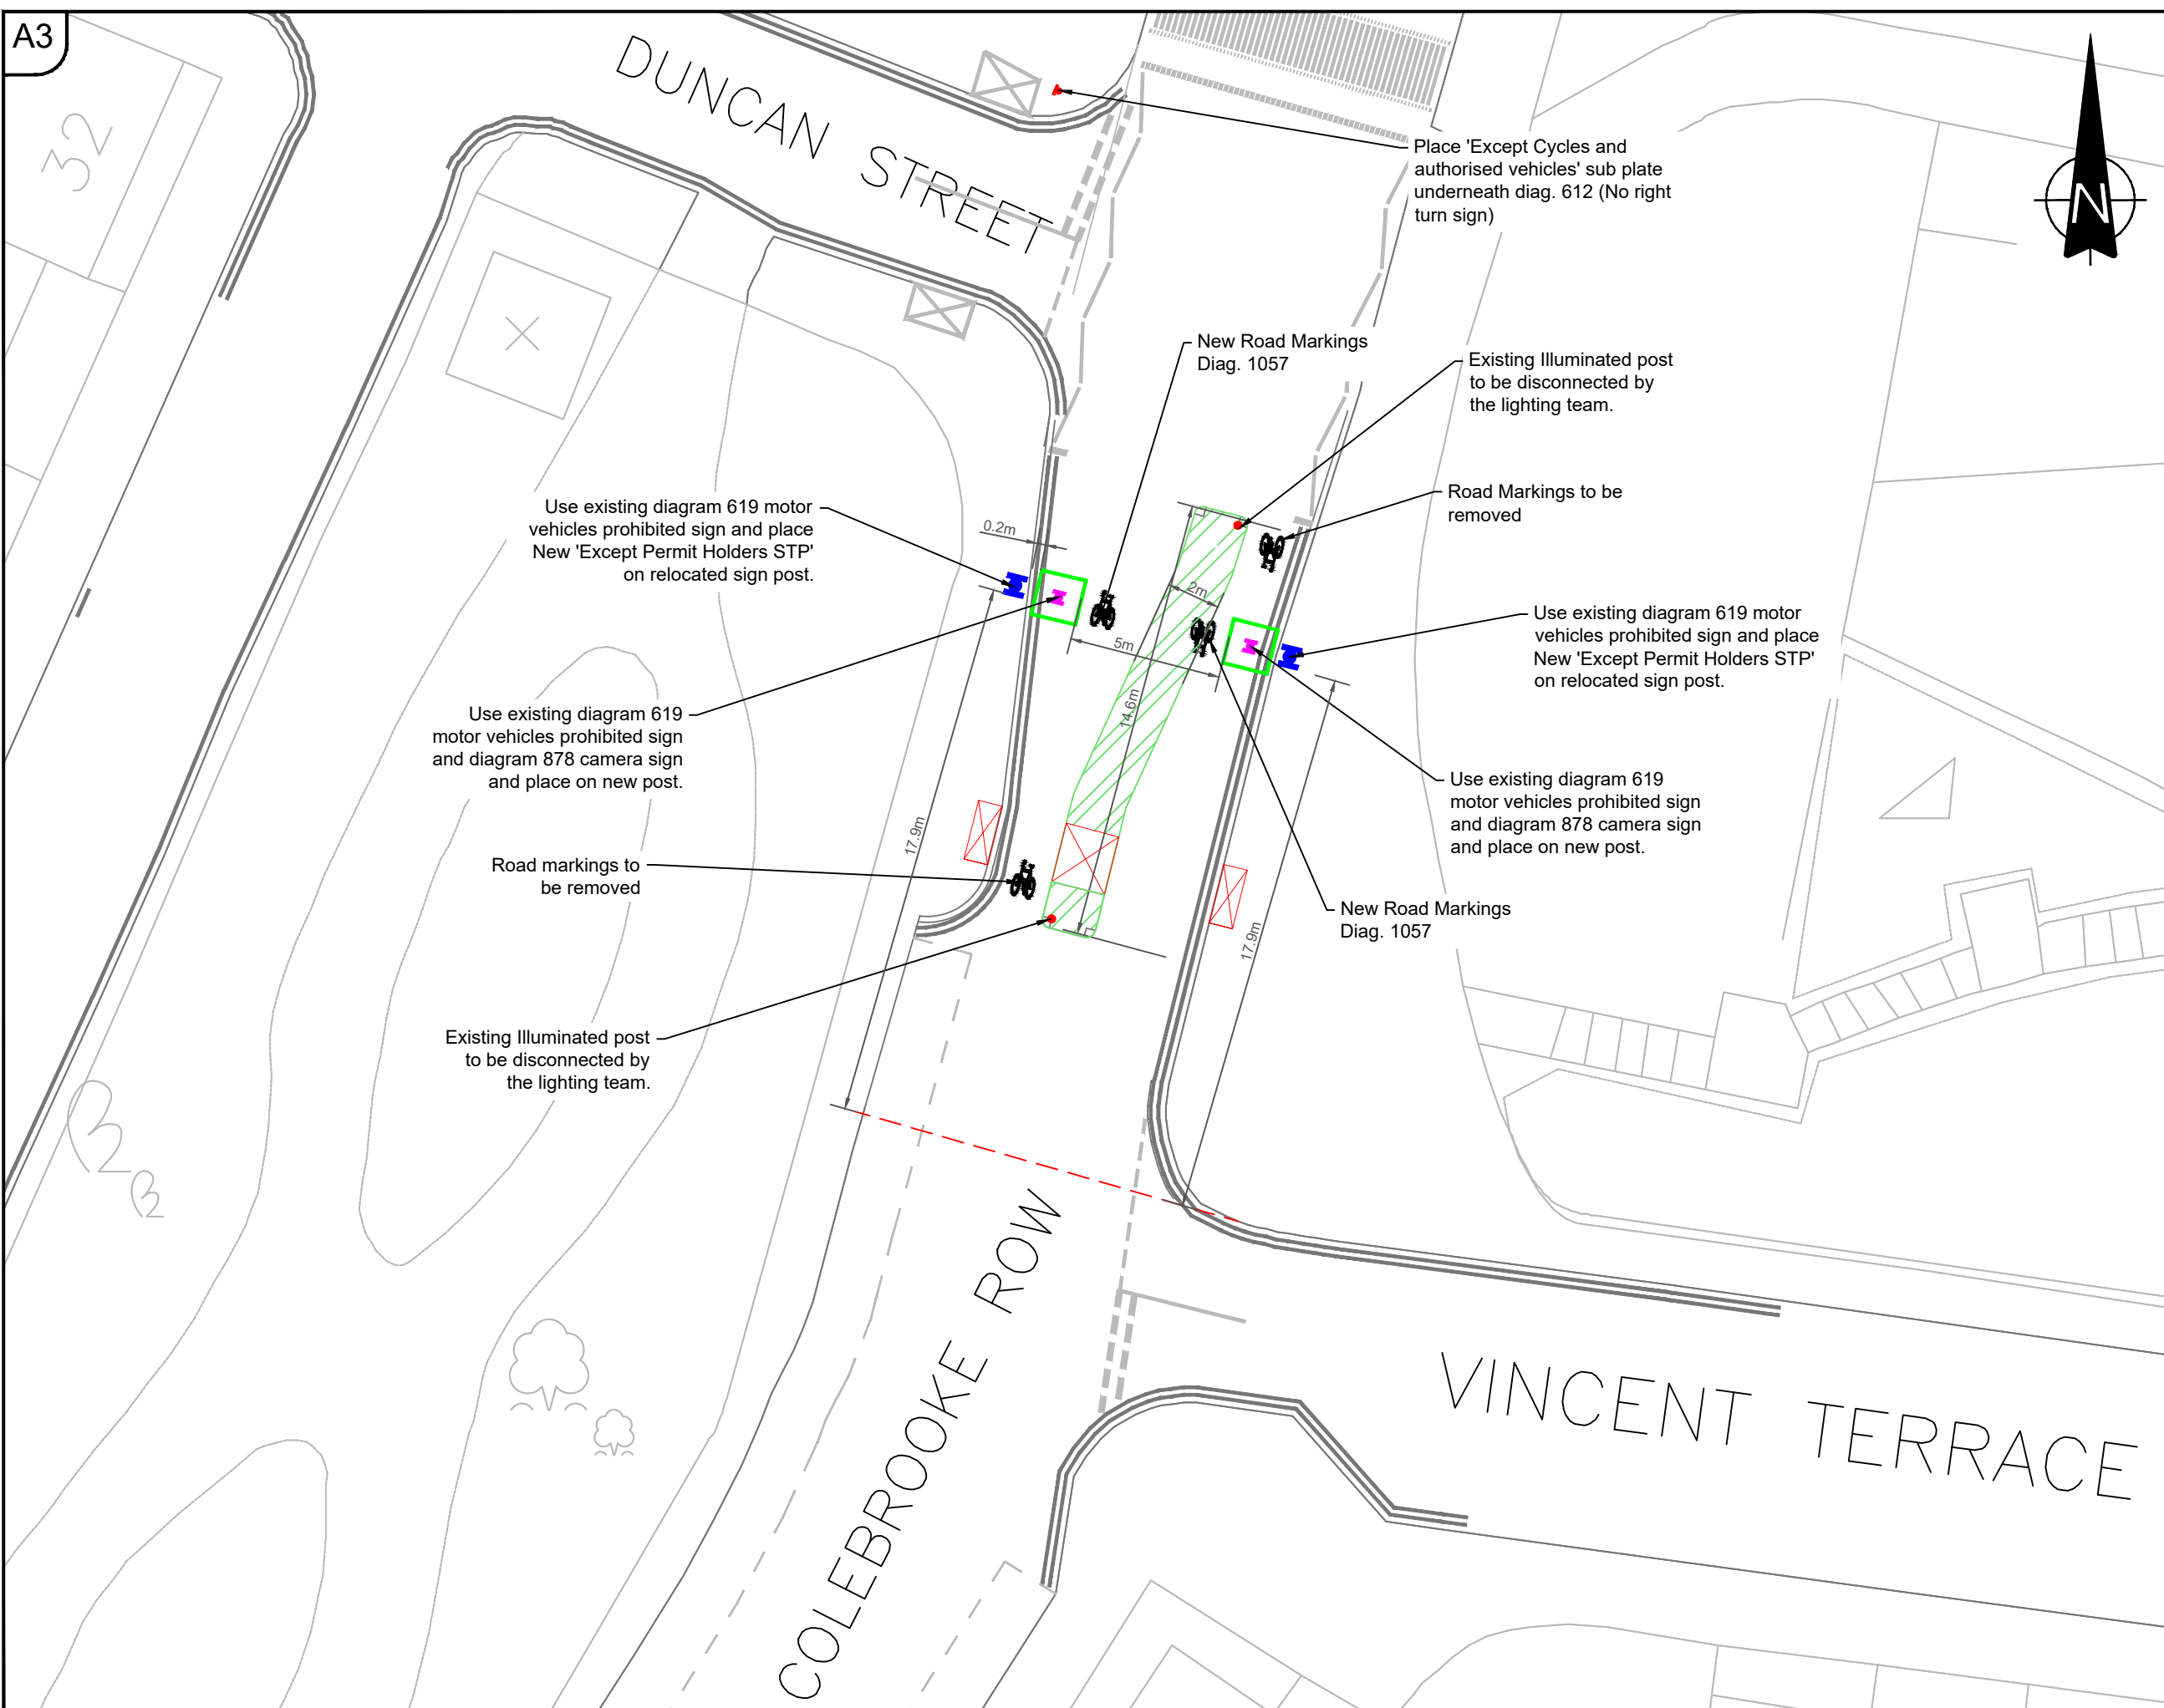 A3
32
DUNCAN STREET
Place 'Except Cycles and
authorised vehicles' sub plate
underneath diag. 612 (No right
turn sign)
N
New Road Markings
Diag. 1057
Existing Illuminated post
to be disconnected by
the lighting team.
Road Markings to be
removed
Use existing diagram 619 motor
vehicles prohibited sign and place
New 'Except Permit Holders STP'
on relocated sign post.
0.2m
2m
5m
14.6m
Use existing diagram 619 motor
vehicles prohibited sign and place
New 'Except Permit Holders STP'
on relocated sign post.
Use existing diagram 619
motor vehicles prohibited sign
and diagram 878 camera sign
and place on new post.
Use existing diagram 619
motor vehicles prohibited sign
and diagram 878 camera sign
and place on new post.
17.9m
Road markings to
be removed
New Road Markings
Diag. 1057
17.9m
Existing Illuminated post
to be disconnected by
the lighting team.
COLEBROOKE ROW
VINCENT TERRACE